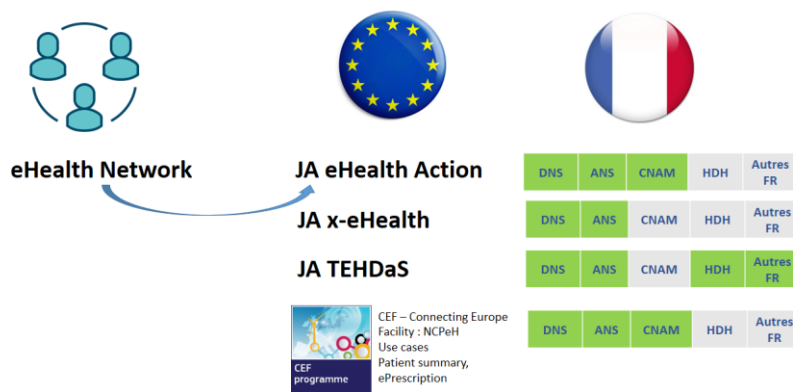 eHealth Network
JA eHealth Action
DNS ANS CNAM HDH Autres
FR
JA x-eHealth
DNS ANS CNAM HDH Autres
FR
JA TEHDaS
DNS ANS CNAM HDH Autres
FR
CEF
programme
CEF – Connecting Europe
Facility : NCPeH
Use cases
Patient summary,
ePrescription
DNS ANS CNAM HDH Autres
FR